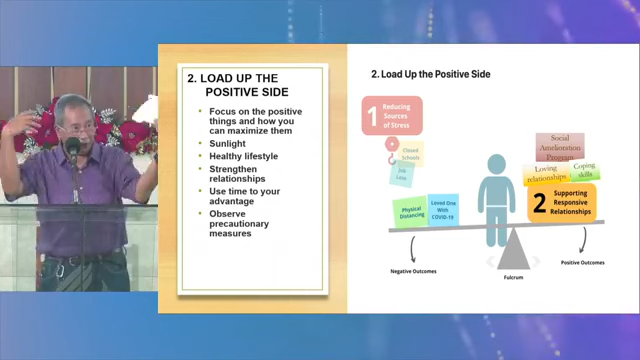 2. LOAD UP THE
POSITIVE SIDE
Focus on the positive
things and how you
can maximize them
Sunlight
Healthy lifestyle
Strengthen
relationships
Use time to your
advantage
Observe
precautionary
measures
2. Load Up the Positive Side
1
Reducing
Sources
of Stress
Closed
Schools
Job
Loss
Physical
Distancing
Loved One
With
COVID-19
Social
Amelioration
Program
Loving
relationships
Coping
skills
2
Supporting
Responsive
Relationships
Negative Outcomes
Fulcrum
Positive Outcomes